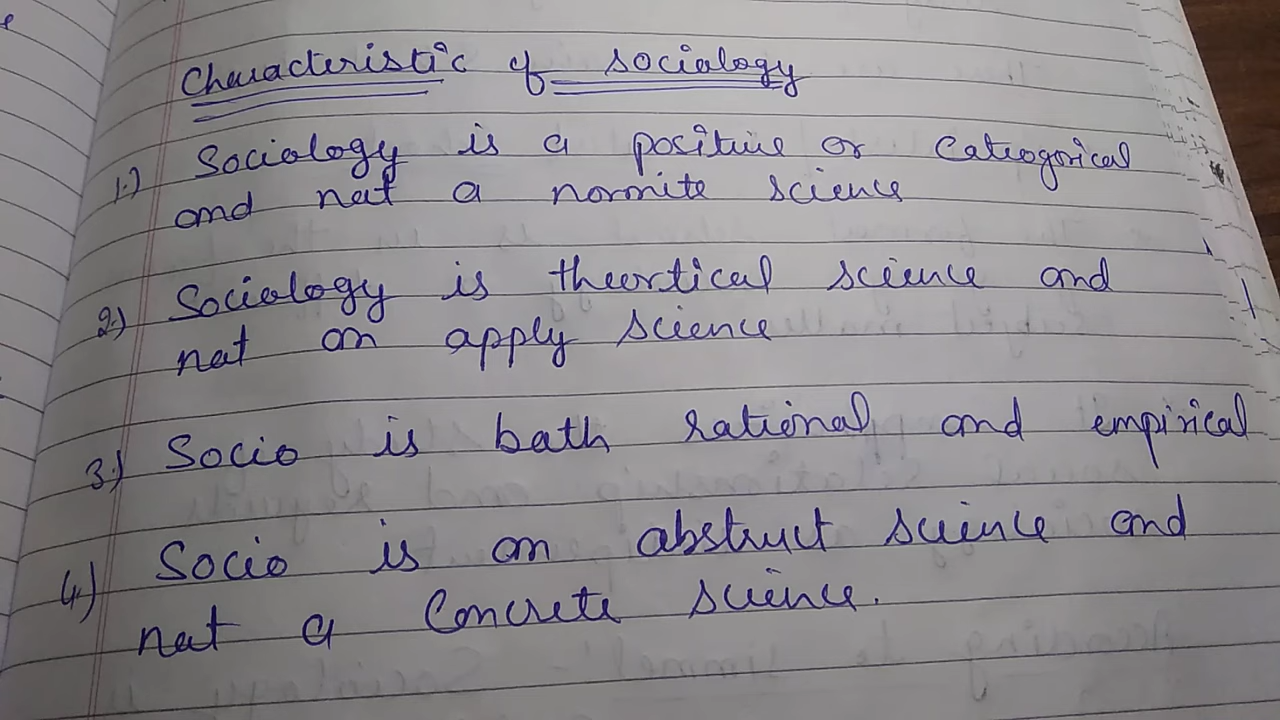 Characteristic of sociology
1.) Sociology is a positive or Catiogorical
and not a normite science
2.) Sociology is theortical science and
not an apply science
3.) Socio is both rational and empirical
4.) Socio is an abstruct science and
not a Concrete science.